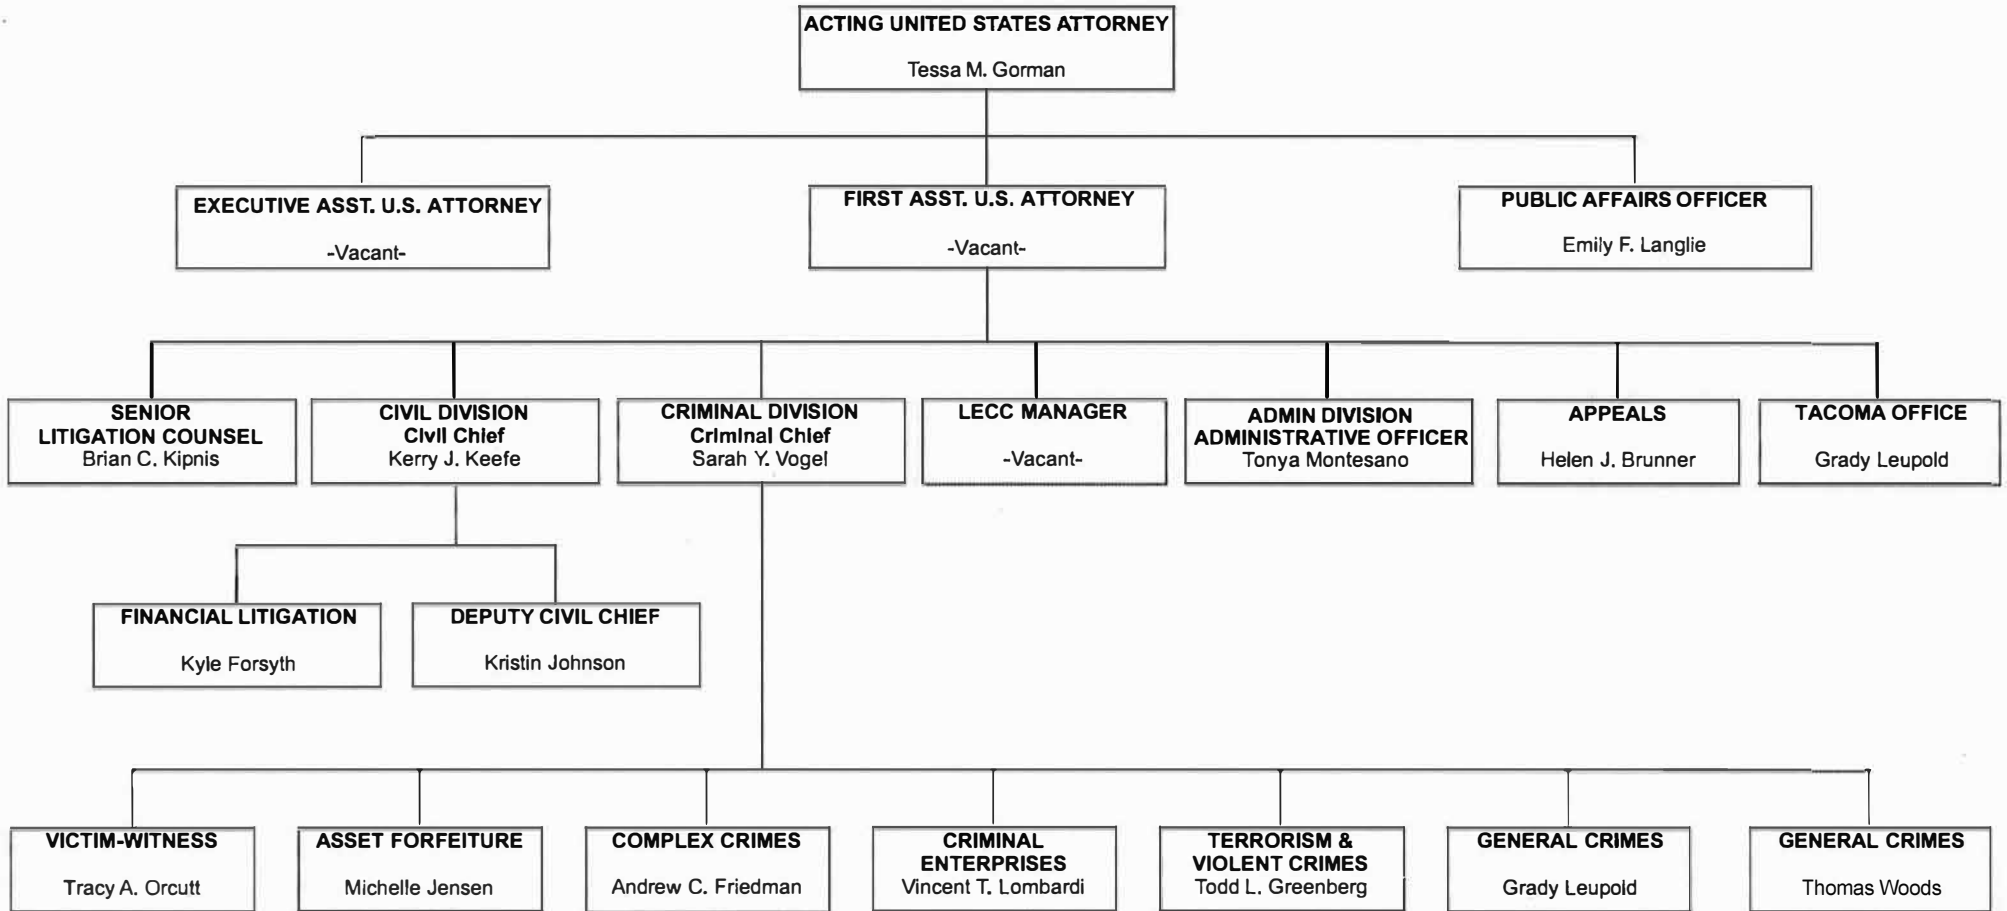 ACTING UNITED STATES ATTORNEY
Tessa M. Gorman
EXECUTIVE ASST. U.S. ATTORNEY
-Vacant-
FIRST ASST. U.S. ATTORNEY
-Vacant-
PUBLIC AFFAIRS OFFICER
Emily F. Langlie
SENIOR
LITIGATION COUNSEL
Brian C. Kipnis
CIVIL DIVISION
Civil Chief
Kerry J. Keefe
CRIMINAL DIVISION
Criminal Chief
Sarah Y. Vogel
LECC MANAGER
-Vacant-
ADMIN DIVISION
ADMINISTRATIVE OFFICER
Tonya Montesano
APPEALS
Helen J. Brunner
TACOMA OFFICE
Grady Leupold
FINANCIAL LITIGATION
Kyle Forsyth
DEPUTY CIVIL CHIEF
Kristin Johnson
VICTIM-WITNESS
Tracy A. Orcutt
ASSET FORFEITURE
Michelle Jensen
COMPLEX CRIMES
Andrew C. Friedman
CRIMINAL
ENTERPRISES
Vincent T. Lombardi
TERRORISM &
VIOLENT CRIMES
Todd L. Greenberg
GENERAL CRIMES
Grady Leupold
GENERAL CRIMES
Thomas Woods